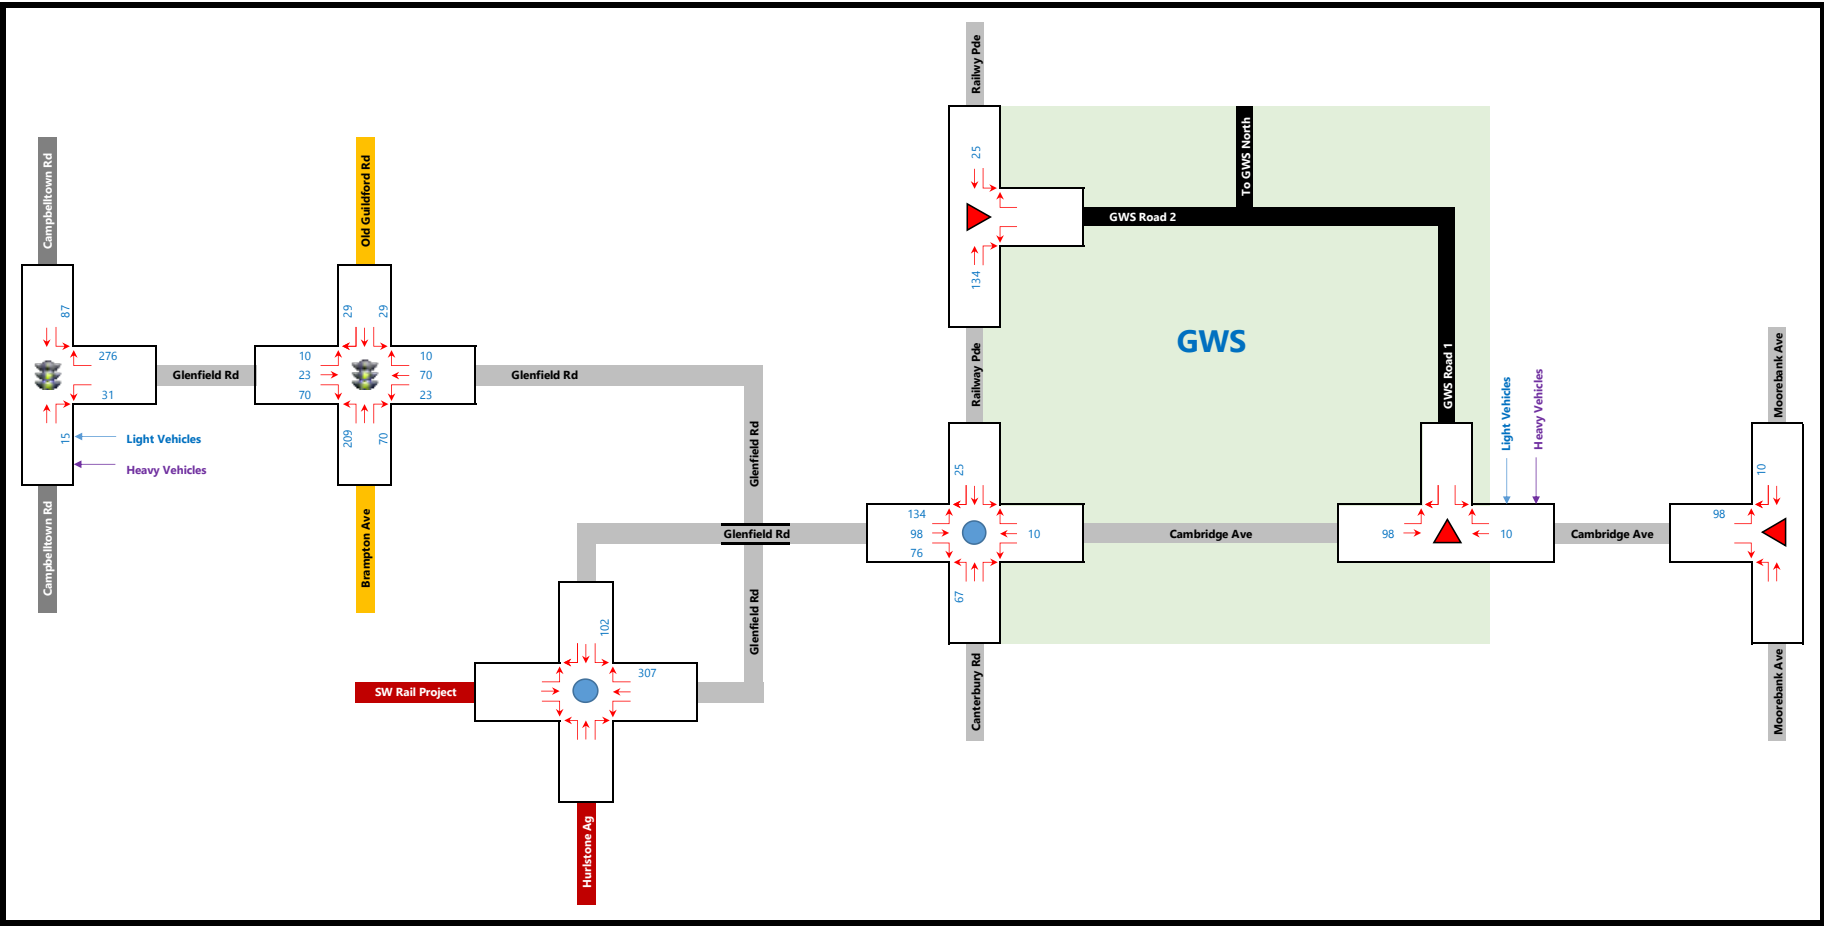 Railwy Pde
25
To GWS North
GWS Road 2
134
Campbelltown Rd
Old Guildford Rd
87
29
29
276
31
Glenfield Rd
10
23
70
10
70
23
Glenfield Rd
15
Light Vehicles
Heavy Vehicles
209
70
Campbelltown Rd
Brampton Ave
Glenfield Rd
Railway Pde
GWS
GWS Road 1
Light Vehicles
Heavy Vehicles
Moorebank Ave
25
134
98
76
10
67
Glenfield Rd
Cambridge Ave
98
10
Cambridge Ave
10
98
Glenfield Rd
102
307
SW Rail Project
Canterbury Rd
Moorebank Ave
Hurlstone Ag